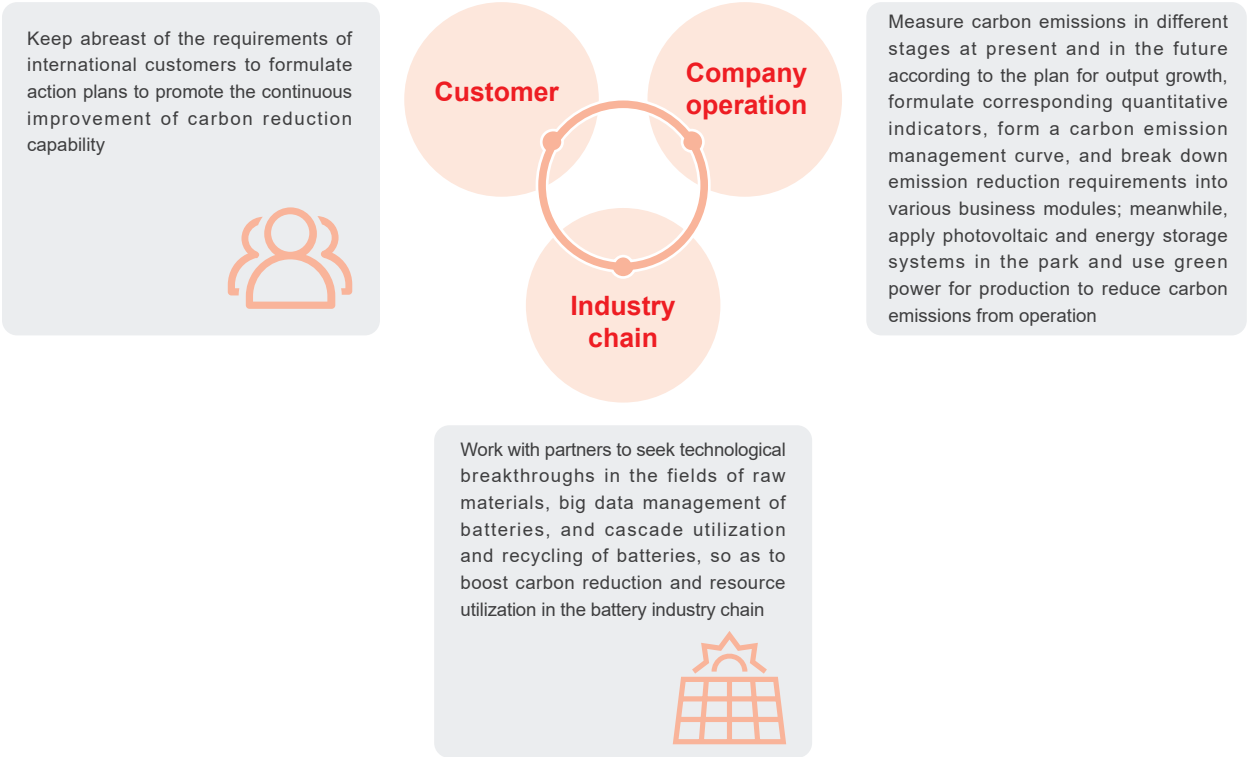 Keep abreast of the requirements of
international customers to formulate
action plans to promote the continuous
improvement of carbon reduction
capability
Customer
Company
operation
Measure carbon emissions in different
stages at present and in the future
according to the plan for output growth,
formulate corresponding quantitative
indicators, form a carbon emission
management curve, and break down
emission reduction requirements into
various business modules; meanwhile,
apply photovoltaic and energy storage
systems in the park and use green
power for production to reduce carbon
emissions from operation
Industry
chain
Work with partners to seek technological
breakthroughs in the fields of raw
materials, big data management of
batteries, and cascade utilization
and recycling of batteries, so as to
boost carbon reduction and resource
utilization in the battery industry chain